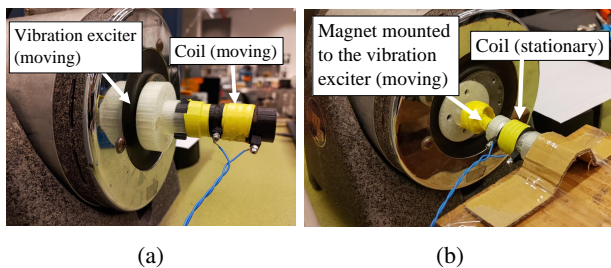 Vibration exciter
(moving)
Coil (moving)
Magnet mounted
to the vibration
exciter (moving)
Coil (stationary)
(a)
(b)